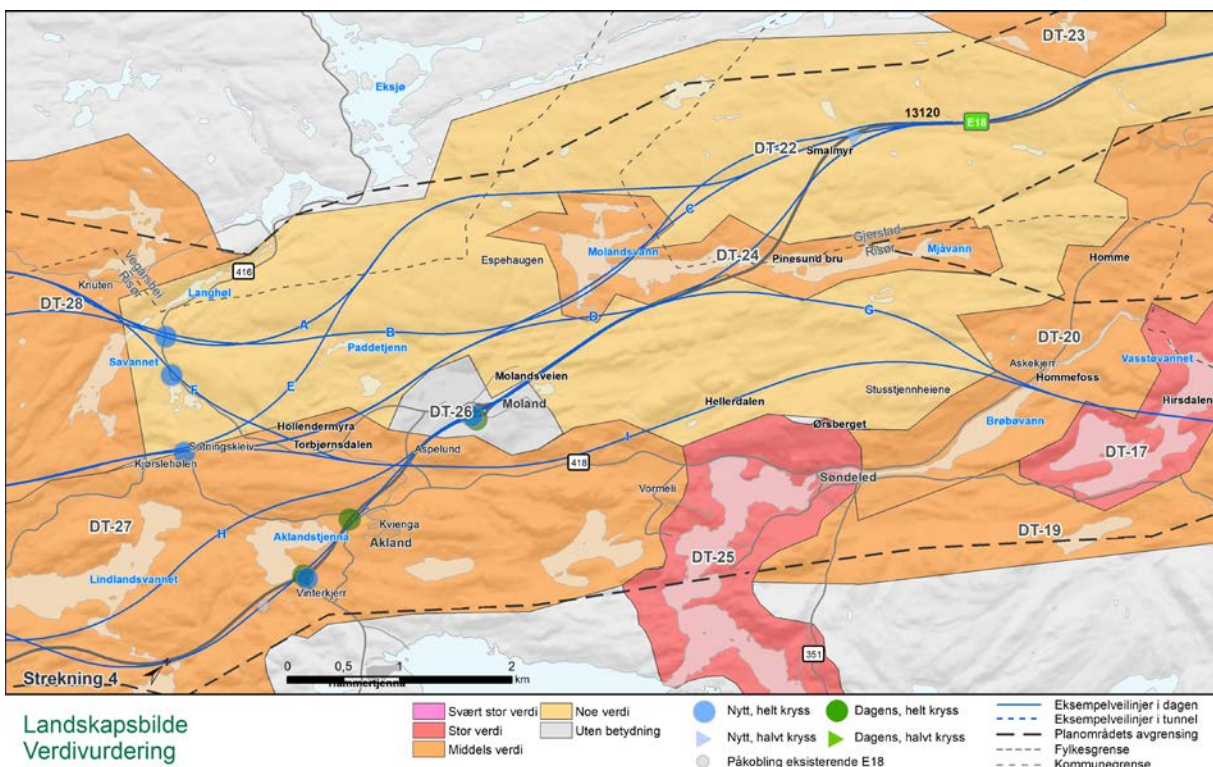 DT-23
Eksjø
13120
E18
DT-22
Smalmyr
C
Gjerstad
Risør
Molandsvann
Mjåvann
DT-24
Pinesund bru
Homme
Espehaugen
416
Vegårshei
Risør
Knuten
Langhøl
DT-28
A
B
D
G
DT-20
Vasstøvannet
Savannet
Paddetjenn
Askekjerr
Hommefoss
E
F
Molandsveien
Stusstjennheiene
Hirsdalen
DT-26
Moland
Hellerdalen
Hollendermyra
Brøbøvann
Ørsberget
Torbjørnsdalen
I
Sotningskleiv
Aspelund
Kjørslehølen
418
DT-17
Søndeled
Vormeli
DT-27
H
Kvienga
Aklandstjenna
Akland
DT-19
DT-25
Lindlandsvannet
Vinterkjerr
351
0 0,5 1 2
km
Strekning 4
Hammertjenna
Landskapsbilde
Verdivurdering
Svært stor verdi
Stor verdi
Middels verdi
Noe verdi
Uten betydning
Nytt, helt kryss
Nytt, halvt kryss
Påkobling eksisterende E18
Dagens, helt kryss
Dagens, halvt kryss
Eksempelveilinjer i dagen
Eksempelveilinjer i tunnel
Planområdets avgrensing
Fylkesgrense
Kommunegrense